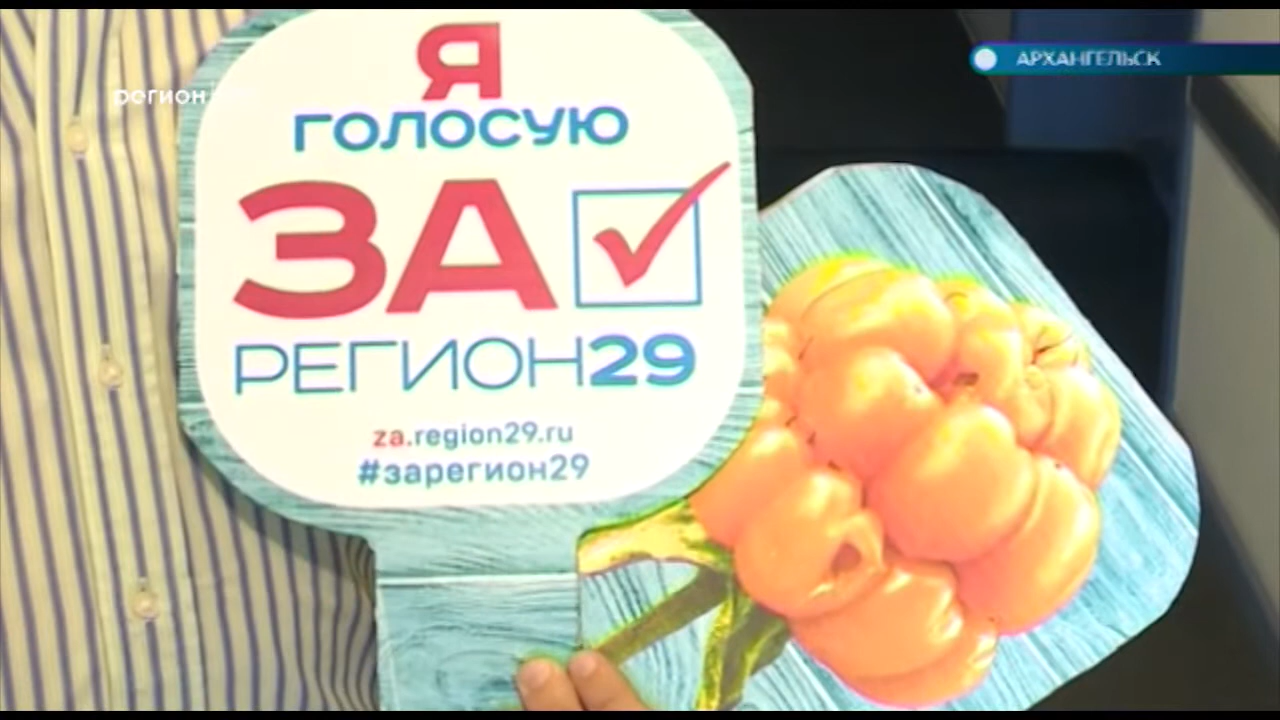 Я
ГОЛОСУЮ
ЗА
РЕГИОН29
za.region29.ru
#зарегион29
регион
АРХАНГЕЛЬСК